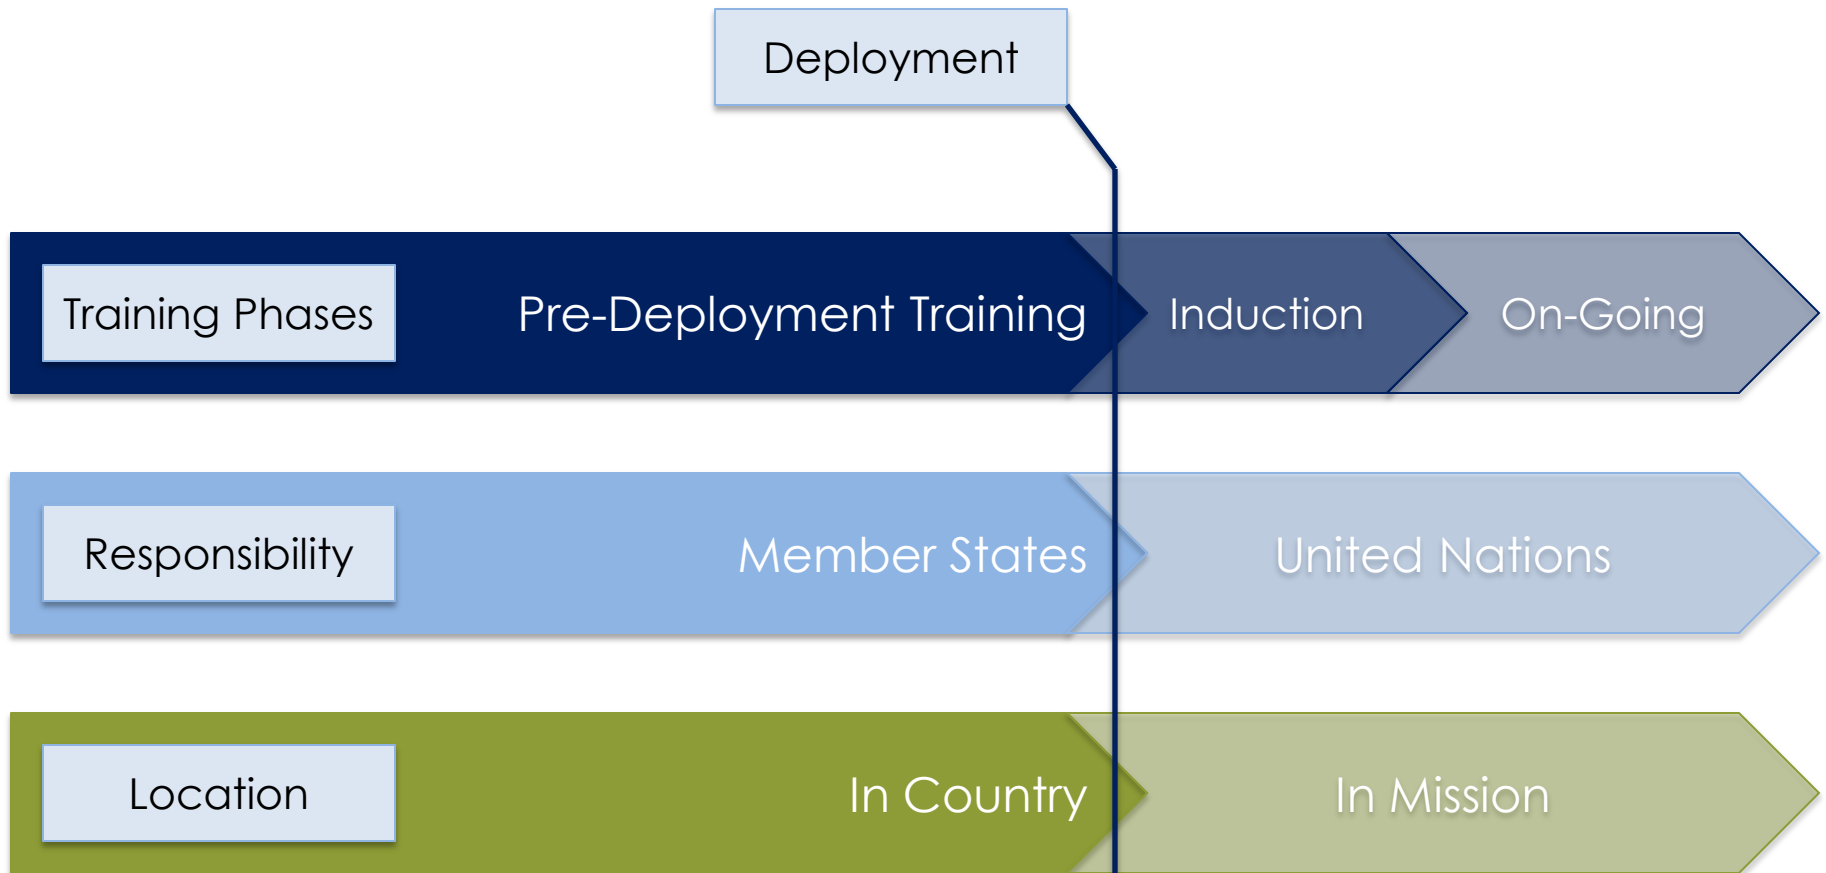 Deployment
Training Phases
Pre-Deployment Training
Induction
On-Going
Responsibility
Member States
United Nations
Location
In Country
In Mission